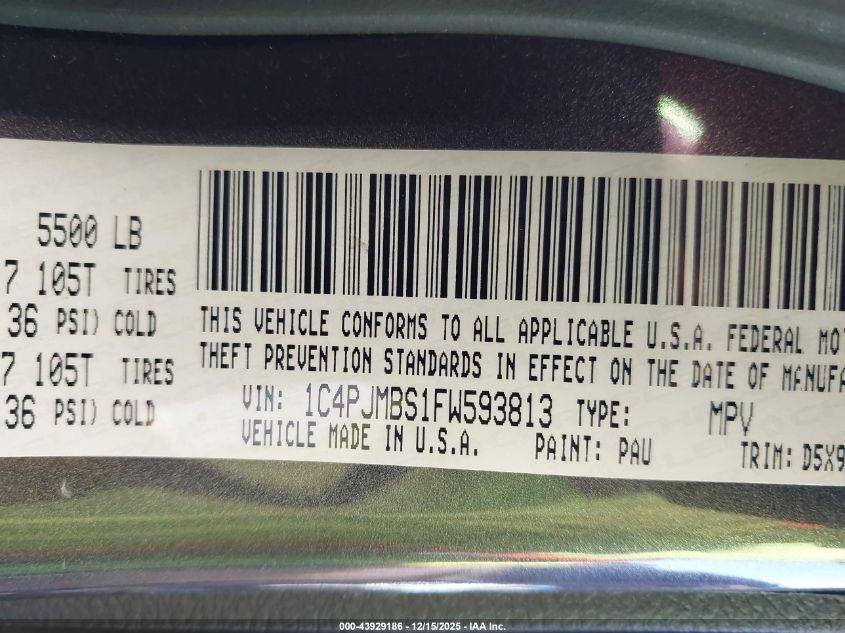 5500 LB
7 105T TIRES
36 PSI) COLD
7 105T TIRES
36 PSI) COLD
THIS VEHICLE CONFORMS TO ALL APPLICABLE U.S.A. FEDERAL MO
THEFT PREVENTION STANDARDS IN EFFECT ON THE DATE OF MANUFA
VIN: 1C4PJMBS1FW593813 TYPE: MPV
VEHICLE MADE IN U.S.A. PAINT: PAU TRIM: D5X9
000-43929186 - 12/15/2025 - IAA Inc.